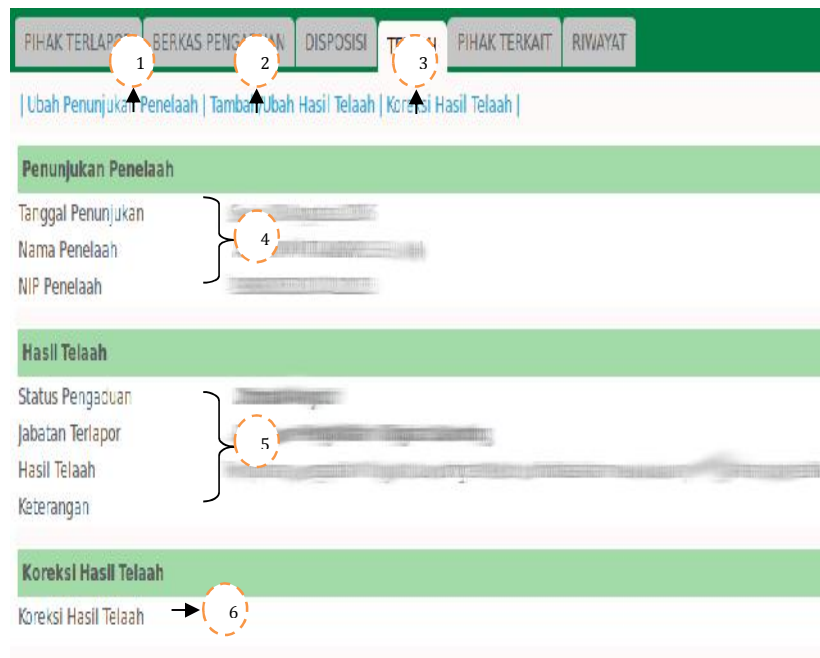 PIHAK TERLAPOR BERKAS PENGADUAN DISPOSISI TELAAH PIHAK TERKAIT RIWAYAT
1 2 3
| Ubah Penunjukan Penelaah | Tambah/Ubah Hasil Telaah | Koreksi Hasil Telaah |
Penunjukan Penelaah
Tanggal Penunjukan
Nama Penelaah
4
NIP Penelaah
Hasil Telaah
Status Pengaduan
Jabatan Terlapor
5
Hasil Telaah
Keterangan
Koreksi Hasil Telaah
Koreksi Hasil Telaah 6